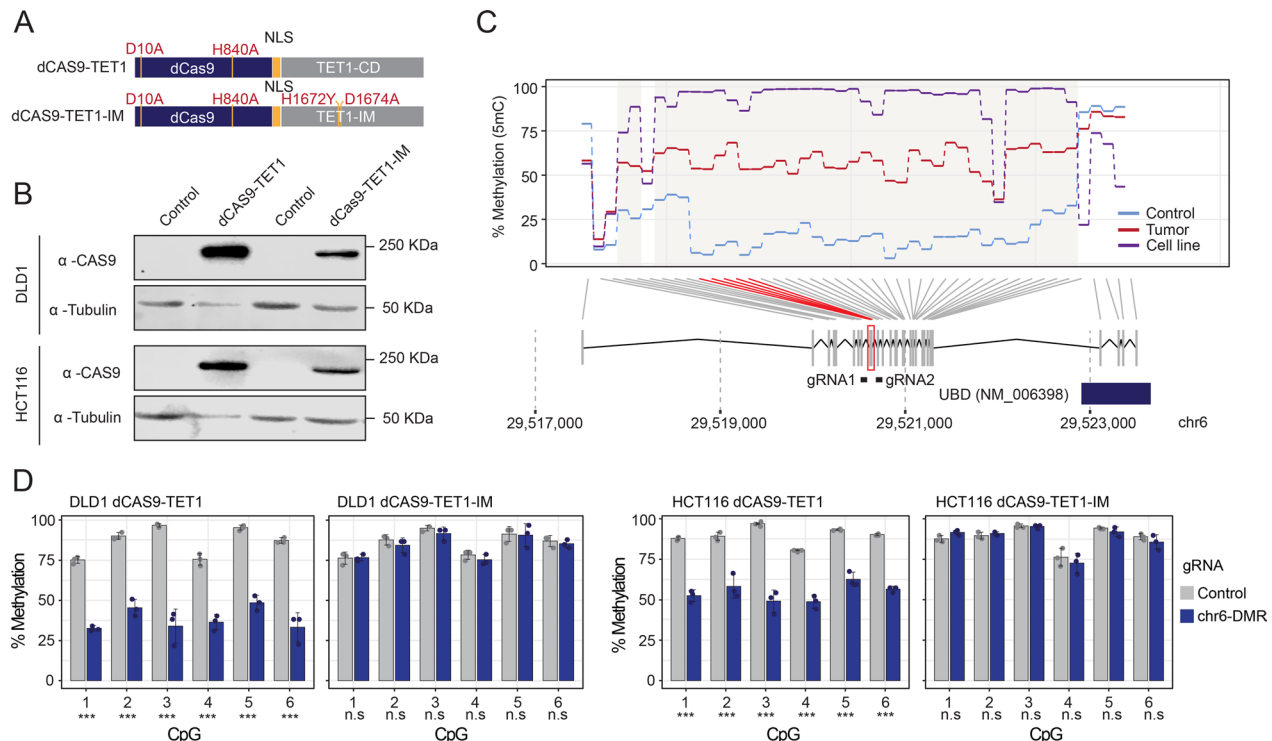 A
NLS
D10A
H840A
dCAS9-TET1
dCas9
TET1-CD
NLS
D10A
H840A
H1672Y
D1674A
dCAS9-TET1-IM
dCas9
TET1-IM
B
Control
dCAS9-TET1
Control
dCas9-TET1-IM
DLD1
α -CAS9
250 KDa
α -Tubulin
50 KDa
HCT116
α -CAS9
250 KDa
α -Tubulin
50 KDa
C
% Methylation (5mC)
100
75
50
25
0
Control
Tumor
Cell line
gRNA1
gRNA2
UBD (NM_006398)
29,517,000
29,519,000
29,521,000
29,523,000
chr6
D
DLD1 dCAS9-TET1
DLD1 dCAS9-TET1-IM
HCT116 dCAS9-TET1
HCT116 dCAS9-TET1-IM
% Methylation
100
75
50
25
0
1 2 3 4 5 6
*** *** *** *** *** ***
CpG
1 2 3 4 5 6
n.s n.s n.s n.s n.s n.s
CpG
% Methylation
100
75
50
25
0
1 2 3 4 5 6
*** *** *** *** *** ***
CpG
1 2 3 4 5 6
n.s n.s n.s n.s n.s n.s
CpG
gRNA
Control
chr6-DMR